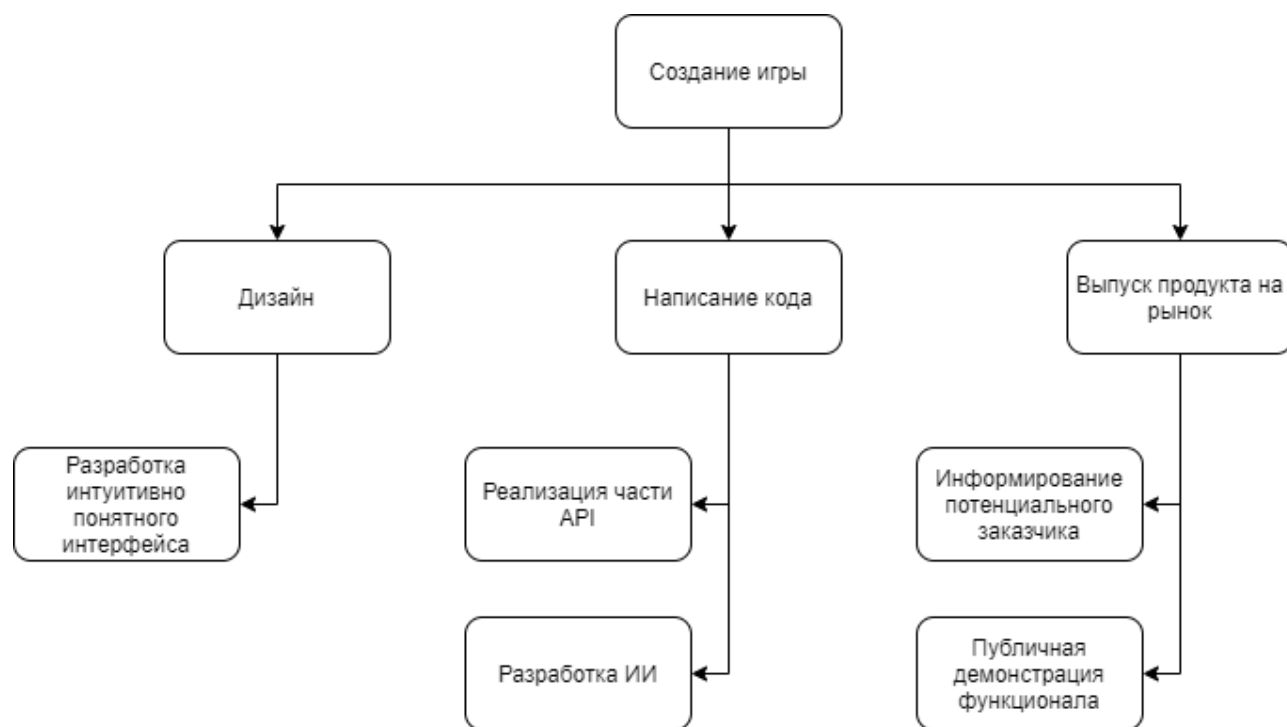 Создание игры
Дизайн
Написание кода
Выпуск продукта на
рынок
Разработка
интуитивно
понятного
интерфейса
Реализация части
API
Информирование
потенциального
заказчика
Разработка ИИ
Публичная
демонстрация
функционала